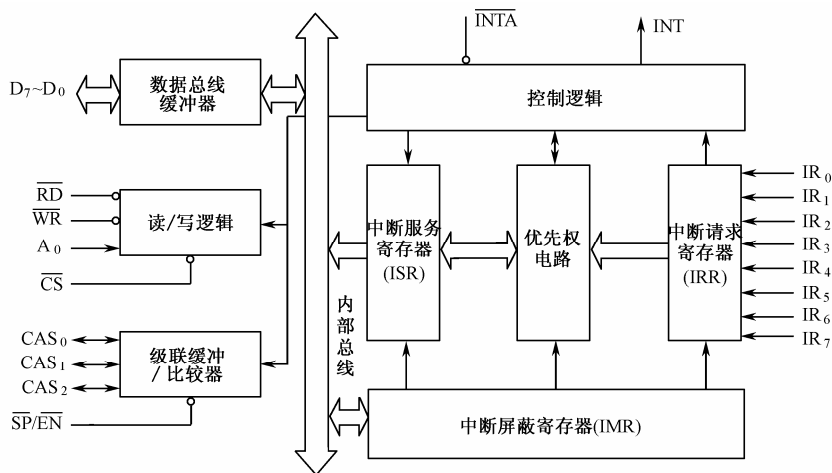 INTA
INT
D7~D0
数据总线
缓冲器
控制逻辑
RD
WR
A0
CS
读/写逻辑
中断服务
寄存器
(ISR)
优先权
电路
中断请求
寄存器
(IRR)
IR0
IR1
IR2
IR3
IR4
IR5
IR6
IR7
CAS0
CAS1
CAS2
SP/EN
级联缓冲
/比较器
内部总线
中断屏蔽寄存器(IMR)